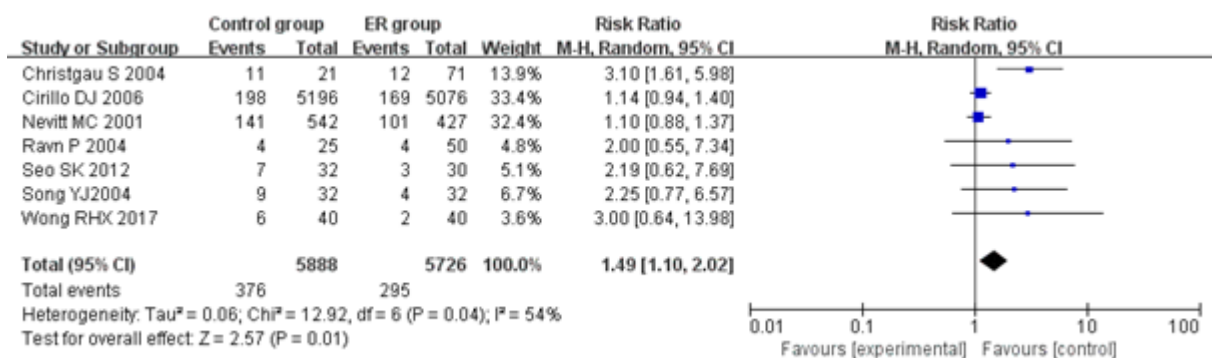 Control group ER group Risk Ratio Risk Ratio
Study or Subgroup Events Total Events Total Weight M-H, Random, 95% CI M-H, Random, 95% CI
Christgau S 2004 11 21 12 71 13.9% 3.10 [1.61, 5.98]
Cirillo DJ 2006 198 5196 169 5076 33.4% 1.14 [0.94, 1.40]
Nevitt MC 2001 141 542 101 427 32.4% 1.10 [0.88, 1.37]
Ravn P 2004 4 25 4 50 4.8% 2.00 [0.55, 7.34]
Seo SK 2012 7 32 3 30 5.1% 2.19 [0.62, 7.69]
Song YJ2004 9 32 4 32 6.7% 2.25 [0.77, 6.57]
Wong RHX 2017 6 40 2 40 3.6% 3.00 [0.64, 13.98]
Total (95% CI) 5888 5726 100.0% 1.49 [1.10, 2.02]
Total events 376 295
Heterogeneity: Tau² = 0.06; Chi² = 12.92, df = 6 (P = 0.04); I² = 54%
Test for overall effect: Z = 2.57 (P = 0.01)
0.01 0.1 1 10 100
Favours [experimental] Favours [control]